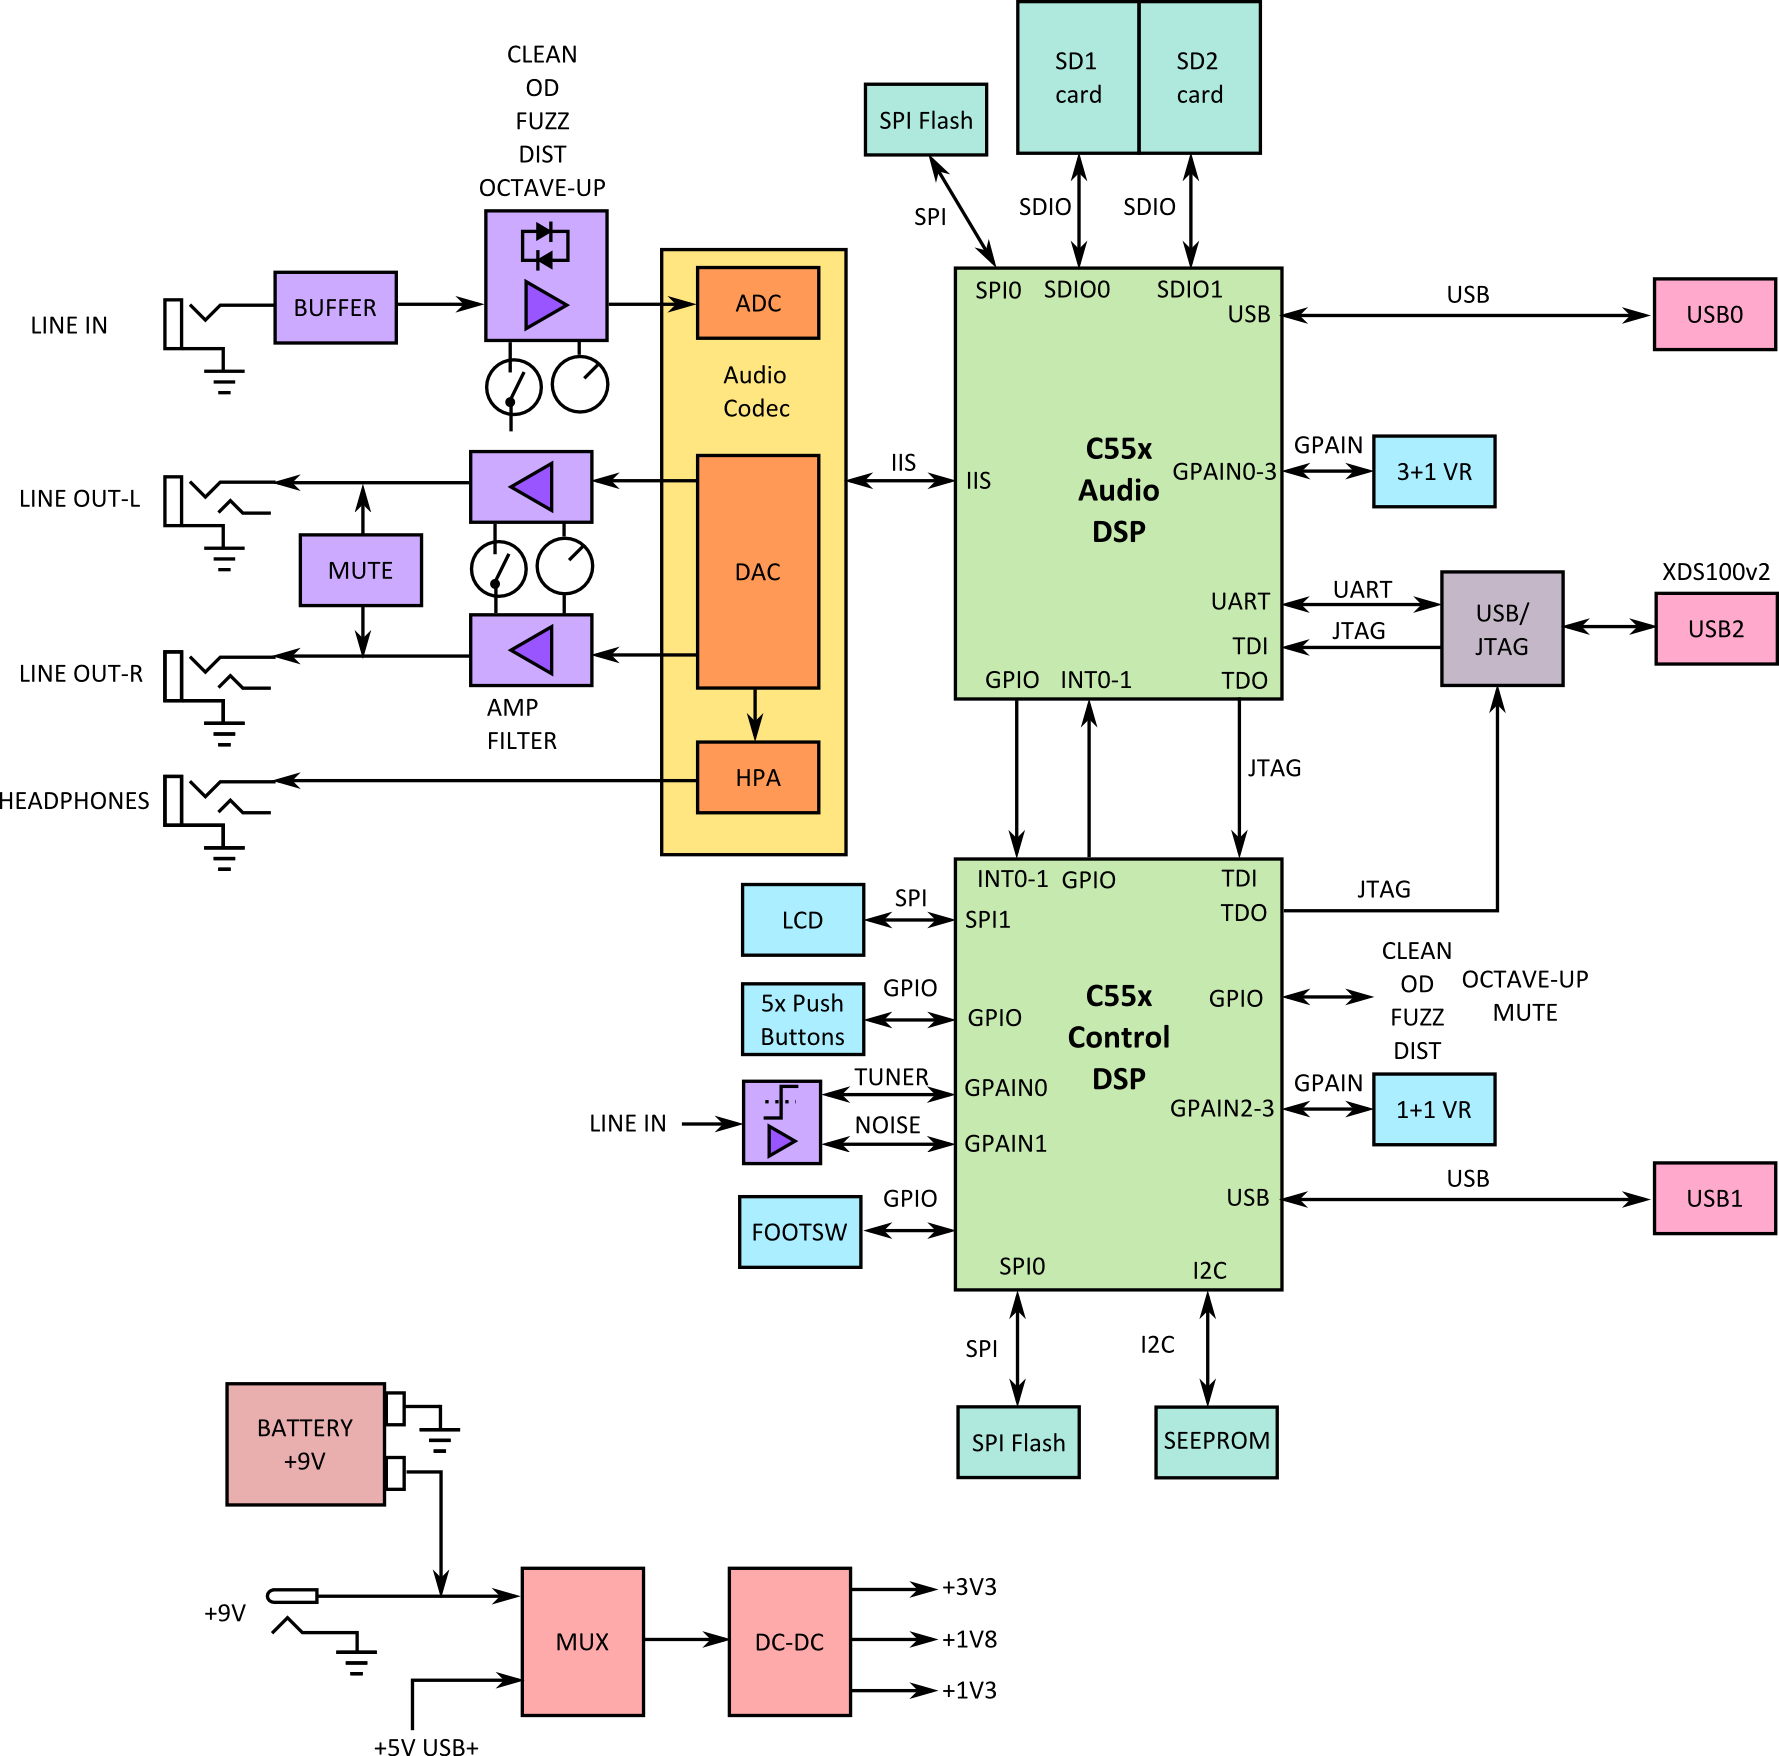 CLEAN
OD
FUZZ
DIST
OCTAVE-UP
LINE IN
BUFFER
ADC
Audio
Codec
LINE OUT-L
MUTE
DAC
LINE OUT-R
AMP
FILTER
HEADPHONES
HPA
IIS
SPI Flash
SPI
SD1
card
SD2
card
SDIO
SDIO
SPI0
SDIO0
SDIO1
USB
IIS
C55x
Audio
DSP
GPAIN0-3
UART
TDI
TDO
GPIO
INT0-1
USB
USB0
GPAIN
3+1 VR
UART
JTAG
USB/
JTAG
XDS100v2
USB2
JTAG
JTAG
INT0-1
GPIO
TDI
TDO
SPI1
GPIO
GPAIN0
GPAIN1
C55x
Control
DSP
GPIO
GPAIN2-3
USB
SPI0
I2C
LCD
SPI
5x Push
Buttons
GPIO
LINE IN
TUNER
NOISE
FOOTSW
GPIO
CLEAN
OD
FUZZ
DIST
OCTAVE-UP
MUTE
GPAIN
1+1 VR
USB
USB1
SPI
I2C
SPI Flash
SEEPROM
BATTERY
+9V
+9V
+5V USB+
MUX
DC-DC
+3V3
+1V8
+1V3